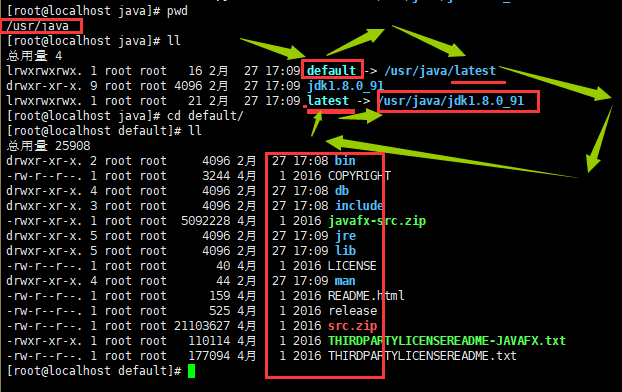 [root@localhost java]# pwd
/usr/java
[root@localhost java]# ll
总用量 4
lrwxrwxrwx. 1 root root 16 2月 27 17:09 default -> /usr/java/latest
drwxr-xr-x. 9 root root 4096 2月 27 17:09 jdk1.8.0_91
lrwxrwxrwx. 1 root root 21 2月 27 17:09 latest -> /usr/java/jdk1.8.0_91
[root@localhost java]# cd default/
[root@localhost default]# ll
总用量 25908
drwxr-xr-x. 2 root root 4096 2月 27 17:08 bin
-rw-r--r--. 1 root root 3244 4月 1 2016 COPYRIGHT
drwxr-xr-x. 4 root root 4096 2月 27 17:08 db
drwxr-xr-x. 3 root root 4096 2月 27 17:08 include
-rwxr-xr-x. 1 root root 5092228 4月 1 2016 javafx-src.zip
drwxr-xr-x. 5 root root 4096 2月 27 17:09 jre
drwxr-xr-x. 5 root root 4096 2月 27 17:09 lib
-rw-r--r--. 1 root root 40 4月 1 2016 LICENSE
drwxr-xr-x. 4 root root 44 2月 27 17:09 man
-rw-r--r--. 1 root root 159 4月 1 2016 README.html
-rw-r--r--. 1 root root 525 4月 1 2016 release
-rw-r--r--. 1 root root 21103627 4月 1 2016 src.zip
-rwxr-xr-x. 1 root root 110114 4月 1 2016 THIRDPARTYLICENSEREADME-JAVAFX.txt
-rw-r--r--. 1 root root 177094 4月 1 2016 THIRDPARTYLICENSEREADME.txt
[root@localhost default]#